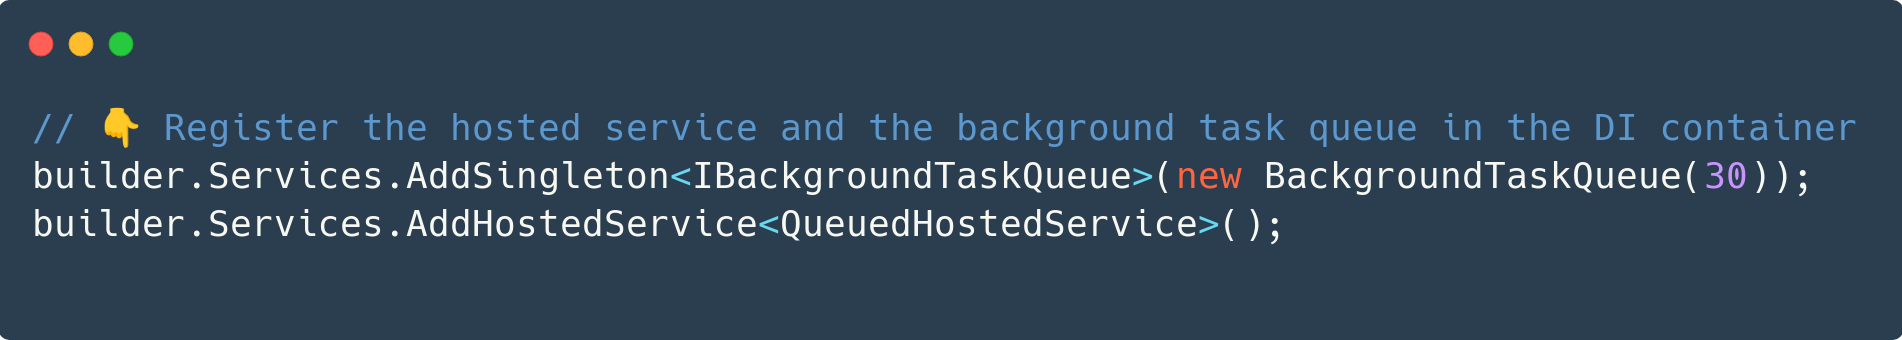 // 👇 Register the hosted service and the background task queue in the DI container
builder.Services.AddSingleton<IBackgroundTaskQueue>(new BackgroundTaskQueue(30));
builder.Services.AddHostedService<QueuedHostedService>();